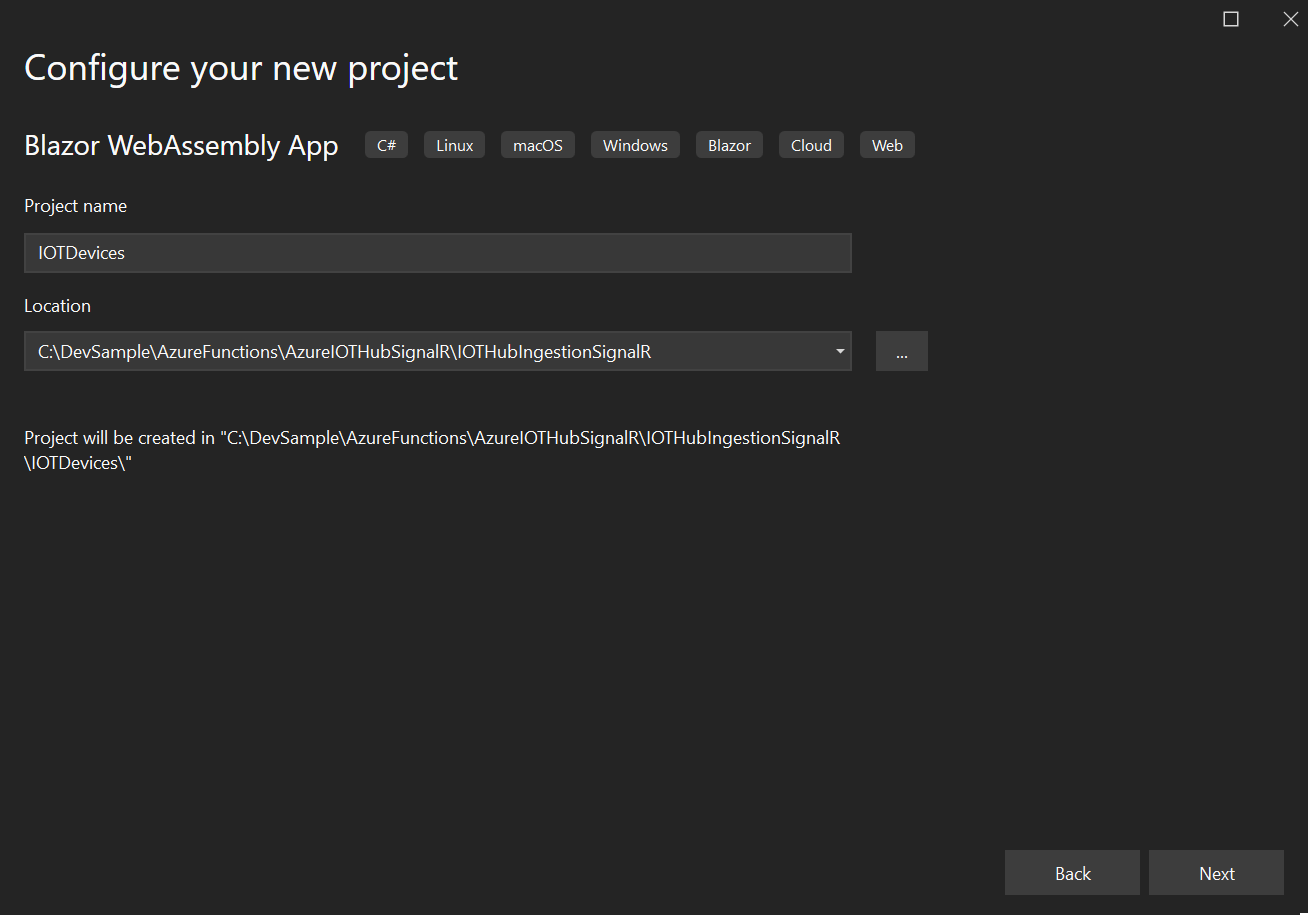 Configure your new project
Blazor WebAssembly App C# Linux macOS Windows Blazor Cloud Web
Project name
IOTDevices
Location
C:\DevSample\AzureFunctions\AzureIOTHubSignalR\IOTHubIngestionSignalR
...
Project will be created in "C:\DevSample\AzureFunctions\AzureIOTHubSignalR\IOTHubIngestionSignalR
\IOTDevices\"
Back Next